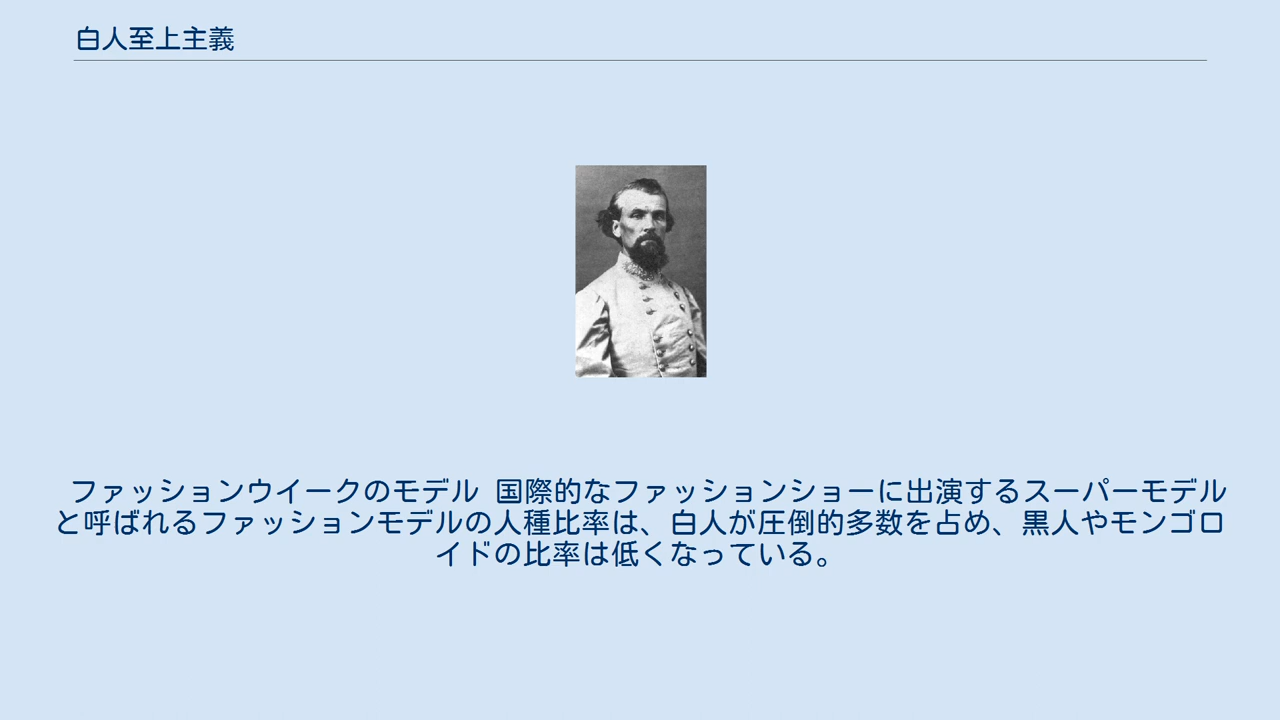 白人至上主義
ファッションウイークのモデル 国際的なファッションショーに出演するスーパーモデル
と呼ばれるファッションモデルの人種比率は、白人が圧倒的多数を占め、黒人やモンゴロ
イドの比率は低くなっている。